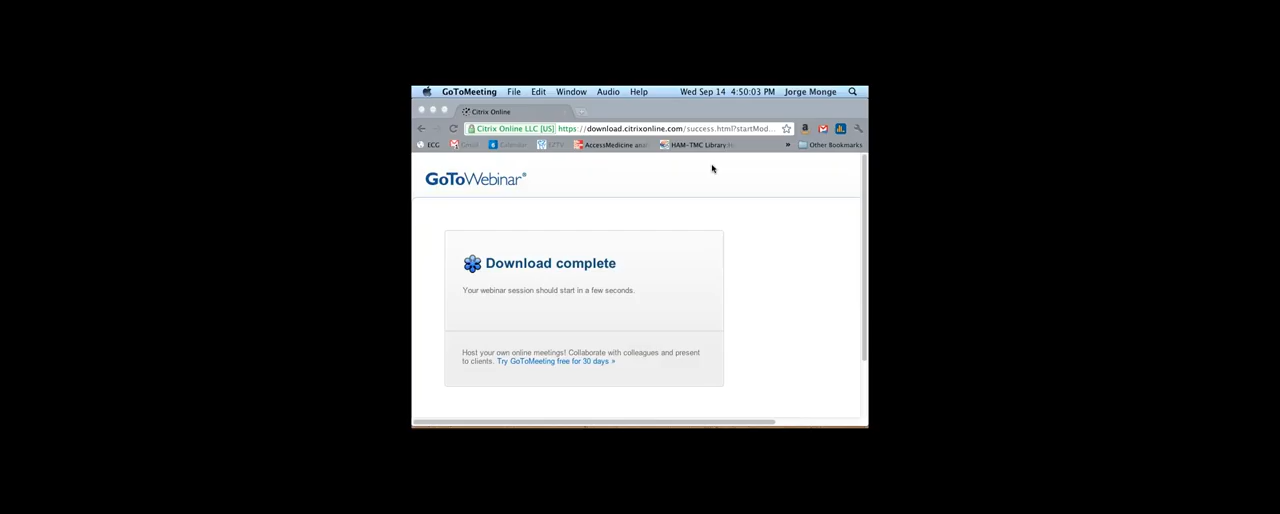 GoToMeeting File Edit Window Audio Help Wed Sep 14 4:50:03 PM Jorge Monge
Citrix Online
Citrix Online LLC [US] https://download.citrixonline.com/success.html?startMod...
ECG Gmail Calendar EZTV AccessMedicine HAM-TMC Library » Other Bookmarks
GoToWebinar®
Download complete
Your webinar session should start in a few seconds.
Host your own online meetings! Collaborate with colleagues and present
to clients. Try GoToMeeting free for 30 days »